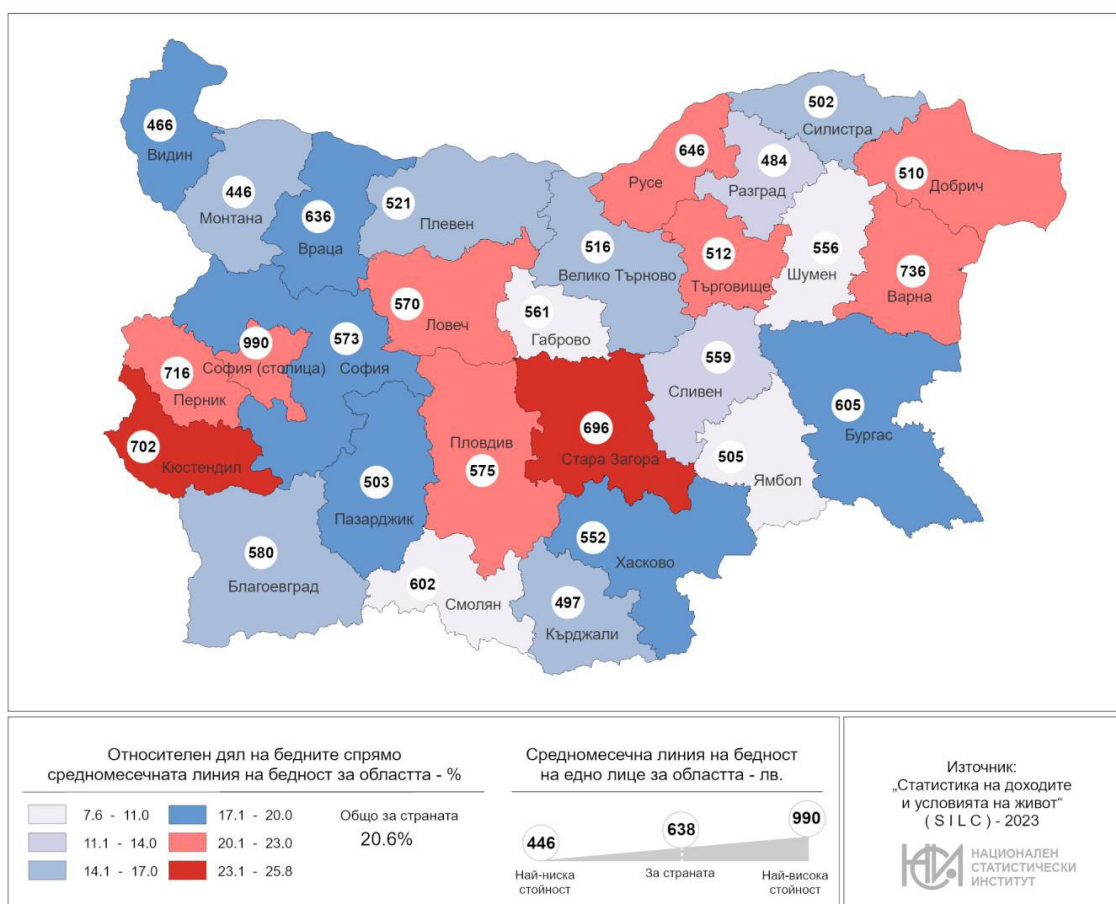 502
Силистра
466
Видин
646
Русе
484
Разград
510
Добрич
446
Монтана
521
Плевен
636
Враца
516
Велико Търново
512
Търговище
556
Шумен
736
Варна
570
Ловеч
561
Габрово
990
София (столица)
573
София
559
Сливен
716
Перник
605
Бургас
702
Кюстендил
696
Стара Загора
Пловдив
575
505
Ямбол
503
Пазарджик
580
Благоевград
552
Хасково
602
Смолян
497
Кърджали
Относителен дял на бедните спрямо
средномесечната линия на бедност за областта - %
7.6 - 11.0
17.1 - 20.0
11.1 - 14.0
20.1 - 23.0
14.1 - 17.0
23.1 - 25.8
Общо за страната
20.6%
Средномесечна линия на бедност
на едно лице за областта - лв.
446
638
990
Най-ниска
стойност
За страната
Най-висока
стойност
Източник:
„Статистика на доходите
и условията на живот“
( S I L C ) - 2023
НСИ
НАЦИОНАЛЕН
СТАТИСТИЧЕСКИ
ИНСТИТУТ